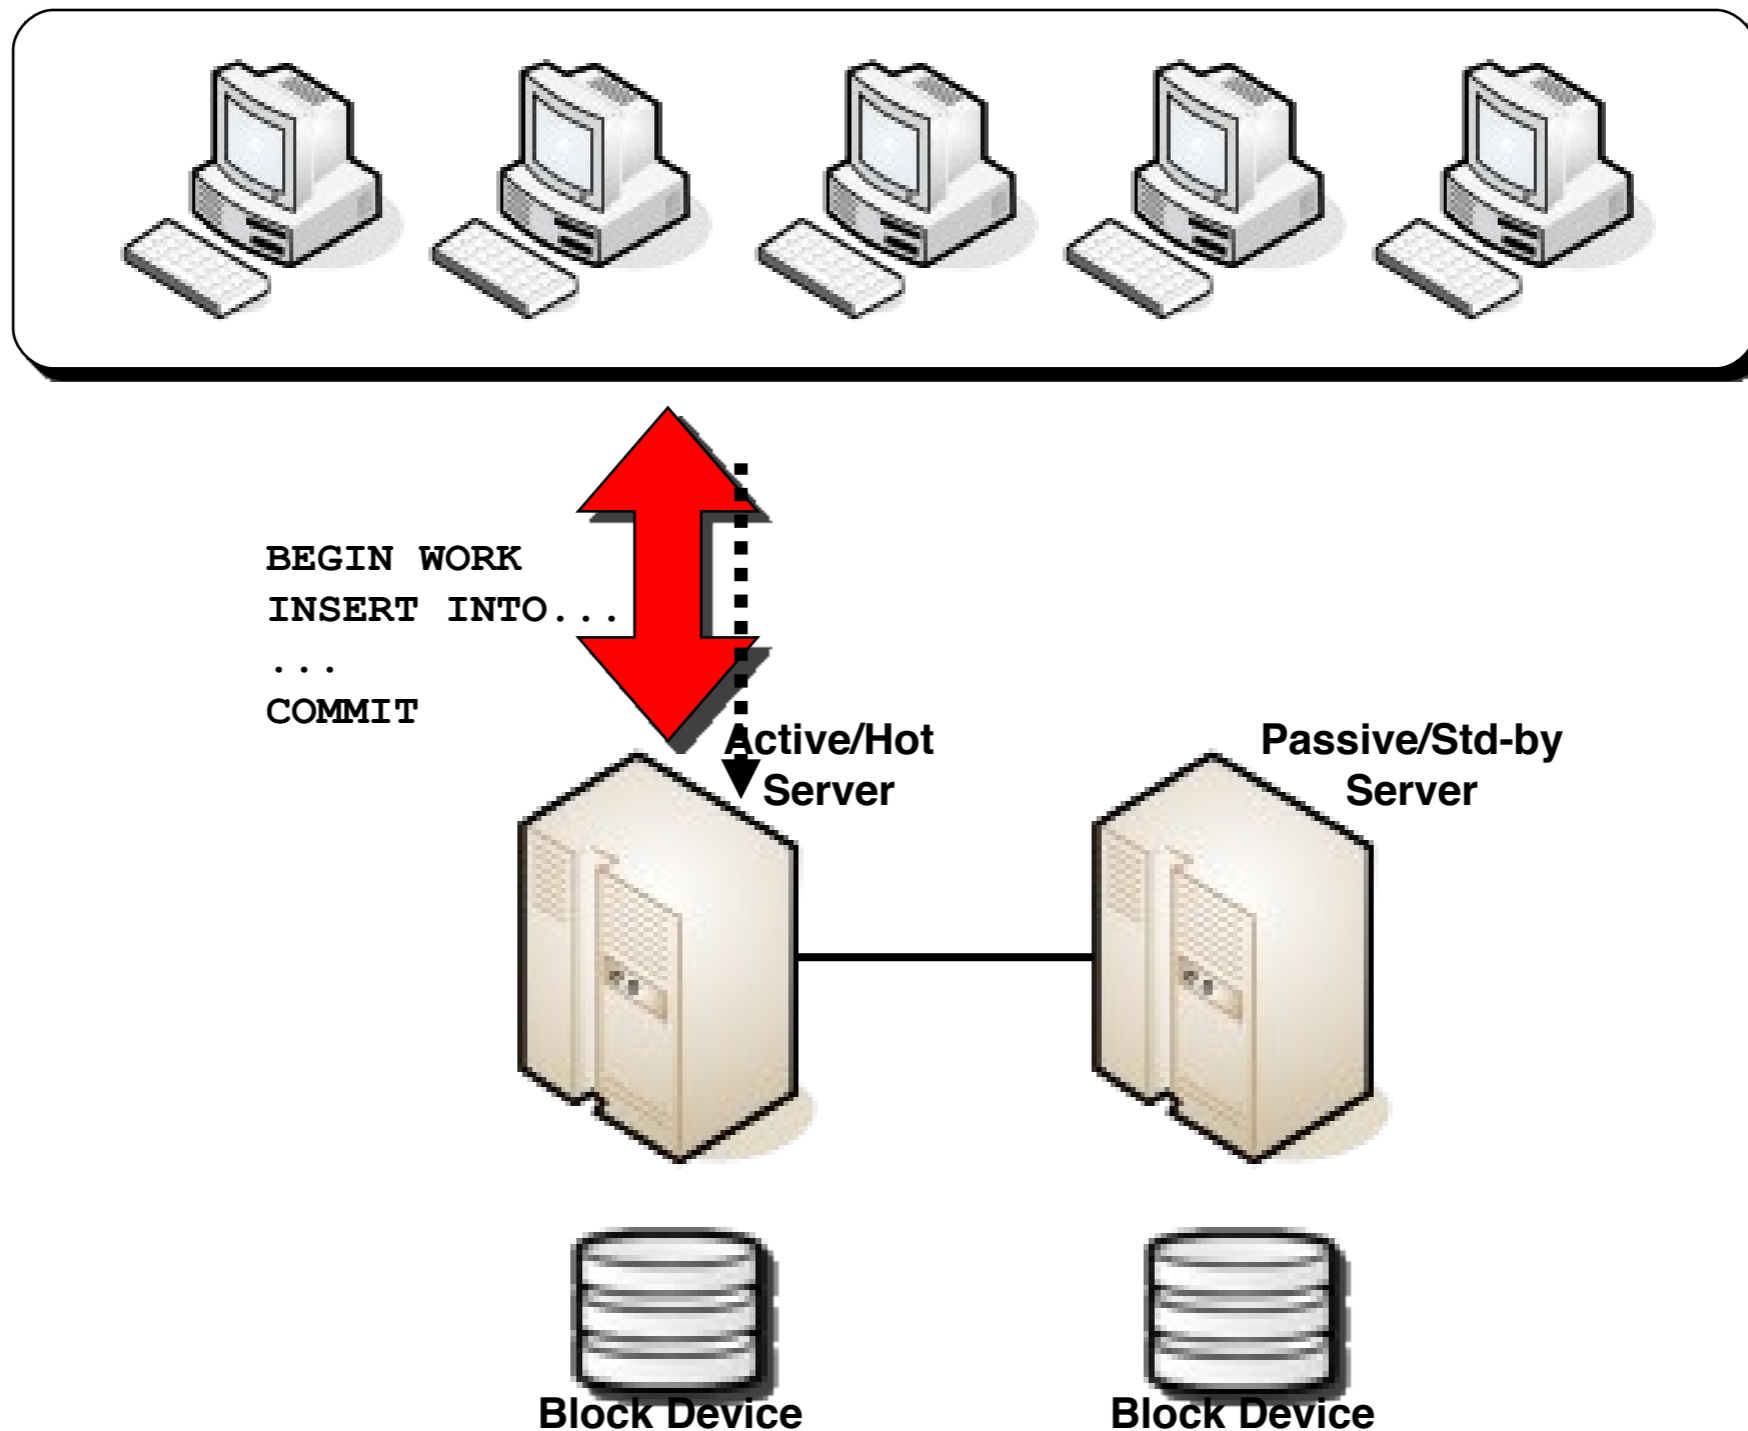 BEGIN WORK
INSERT INTO...
...
COMMIT
Active/Hot
Server
Passive/Std-by
Server
Block Device
Block Device